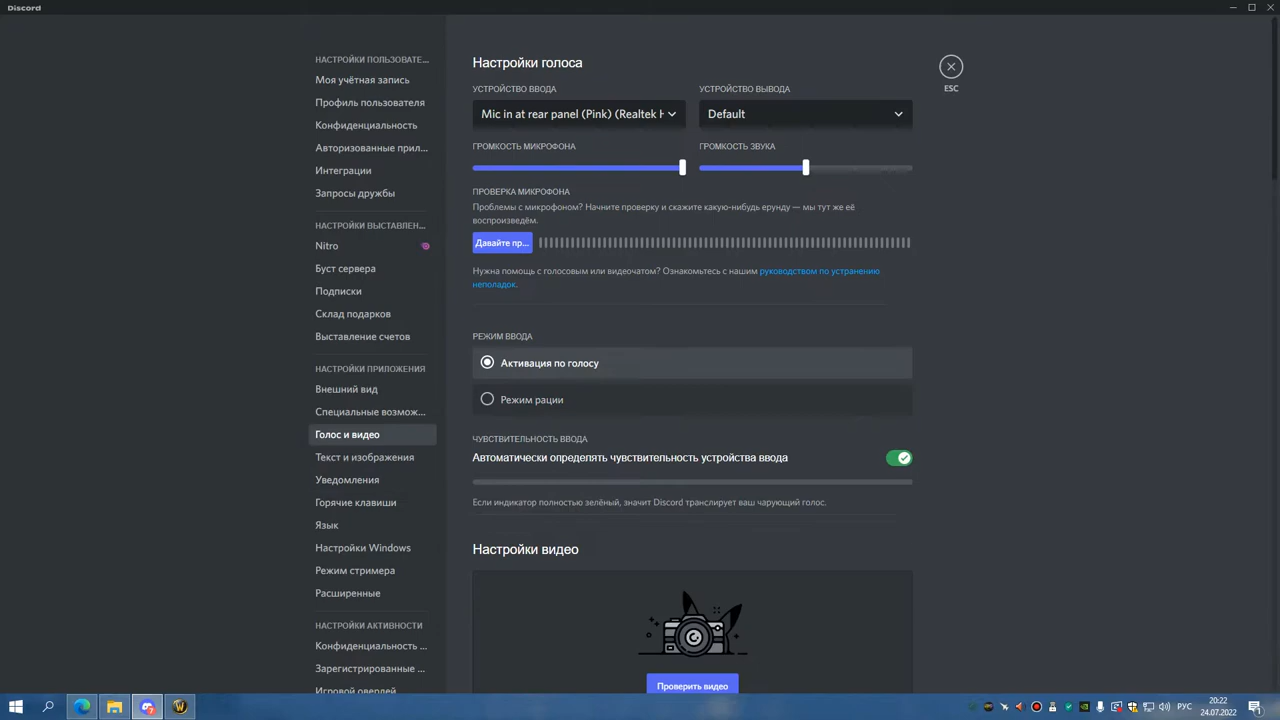 Discord
НАСТРОЙКИ ПОЛЬЗОВАТЕ...
Моя учётная запись
Профиль пользователя
Конфиденциальность
Авторизованные прил...
Интеграции
Запросы дружбы
НАСТРОЙКИ ВЫСТАВЛЕН...
Nitro
Буст сервера
Подписки
Склад подарков
Выставление счетов
НАСТРОЙКИ ПРИЛОЖЕНИЯ
Внешний вид
Специальные возмож...
Голос и видео
Текст и изображения
Уведомления
Горячие клавиши
Язык
Настройки Windows
Режим стримера
Расширенные
НАСТРОЙКИ АКТИВНОСТИ
Конфиденциальность ...
Зарегистрированные ...
Игровой оверлей
Настройки голоса
ESC
УСТРОЙСТВО ВВОДА
УСТРОЙСТВО ВЫВОДА
Mic in at rear panel (Pink) (Realtek H
Default
ГРОМКОСТЬ МИКРОФОНА
ГРОМКОСТЬ ЗВУКА
ПРОВЕРКА МИКРОФОНА
Проблемы с микрофоном? Начните проверку и скажите какую-нибудь ерунду — мы тут же её
воспроизведём.
Давайте пр...
Нужна помощь с голосовым или видеочатом? Ознакомьтесь с нашим руководством по устранению
неполадок.
РЕЖИМ ВВОДА
Активация по голосу
Режим рации
ЧУВСТВИТЕЛЬНОСТЬ ВВОДА
Автоматически определять чувствительность устройства ввода
Если индикатор полностью зелёный, значит Discord транслирует ваш чарующий голос.
Настройки видео
Проверить видео
РУС
20:22
24.07.2022